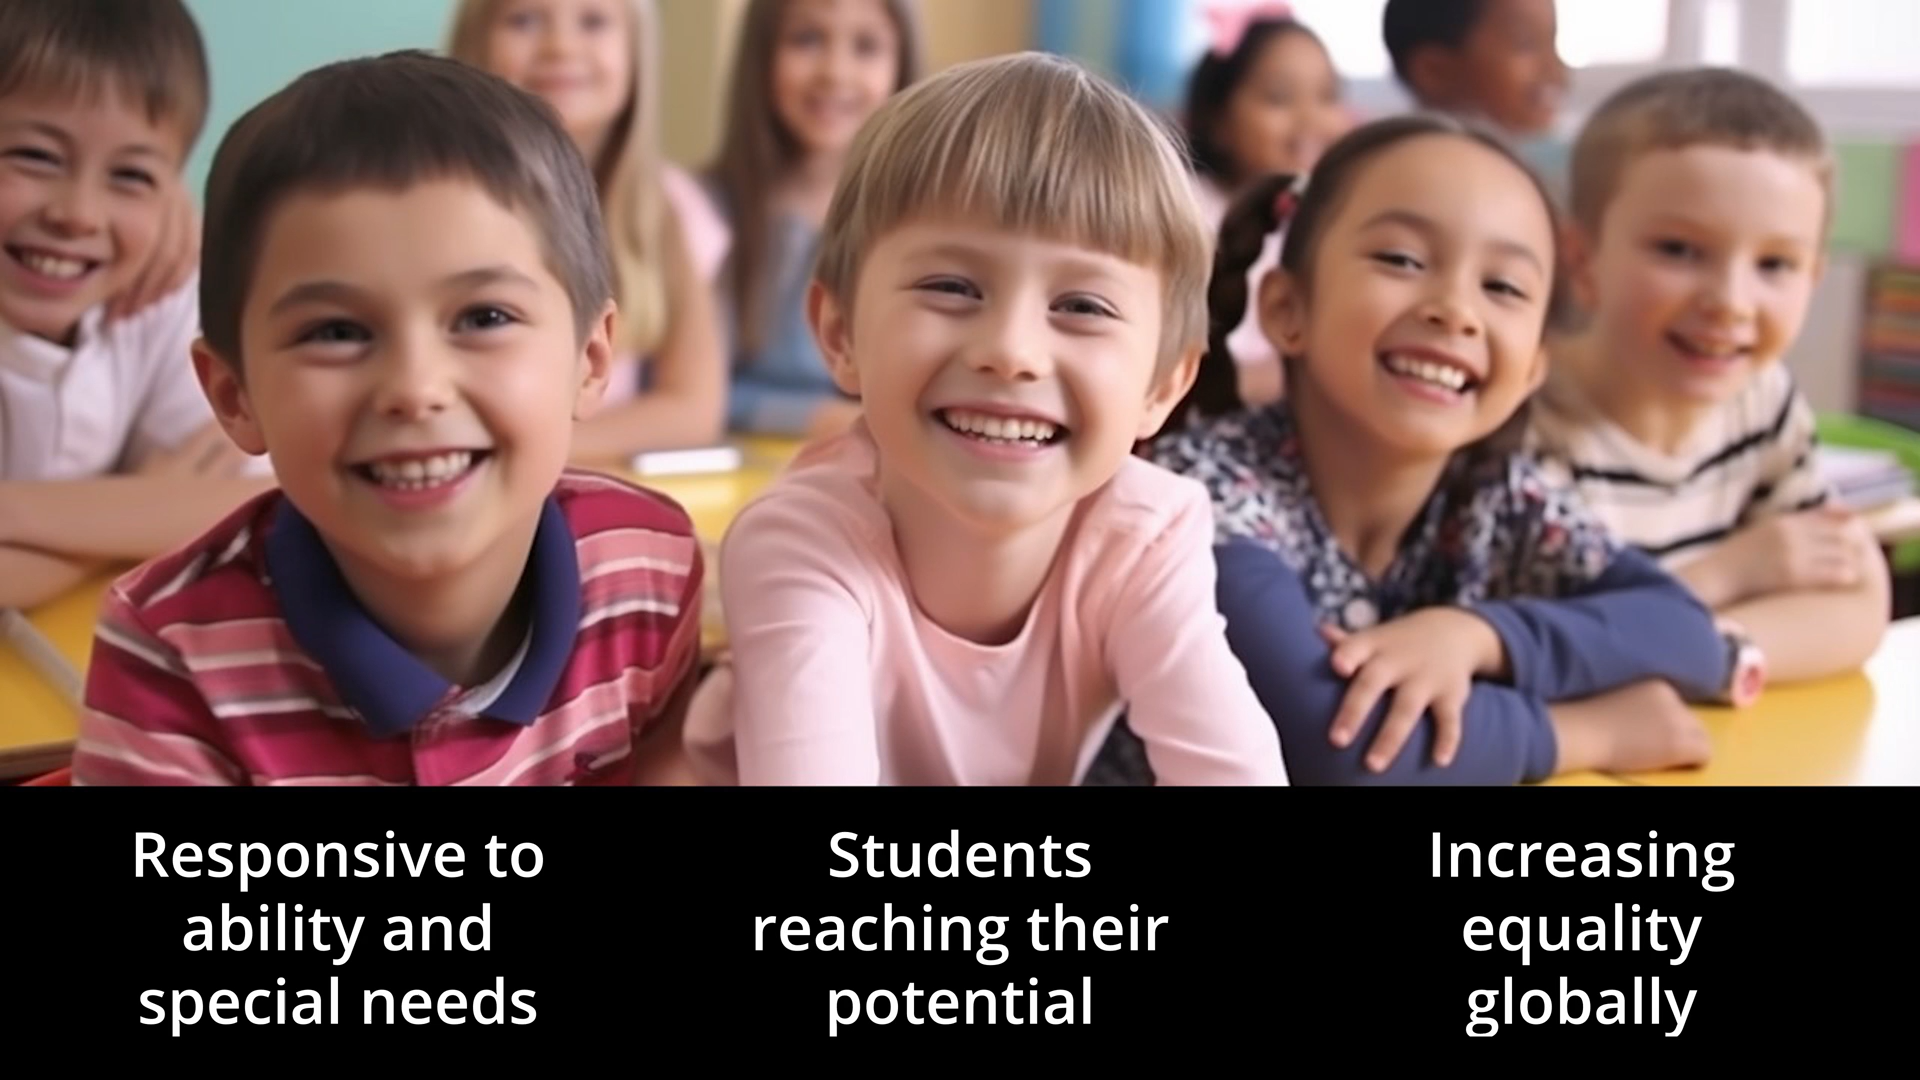 Responsive to
ability and
special needs
Students
reaching their
potential
Increasing
equality
globally